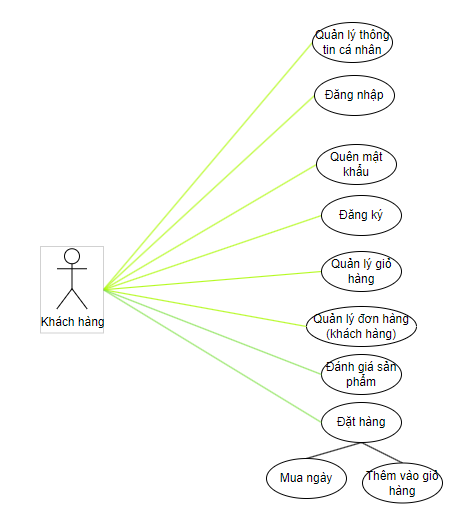 Quản lý thông
tin cá nhân
Đăng nhập
Quên mật
khẩu
Đăng ký
Quản lý giỏ
hàng
Khách hàng
Quản lý đơn hàng
(khách hàng)
Đánh giá sản
phẩm
Đặt hàng
Mua ngay
Thêm vào giỏ
hàng